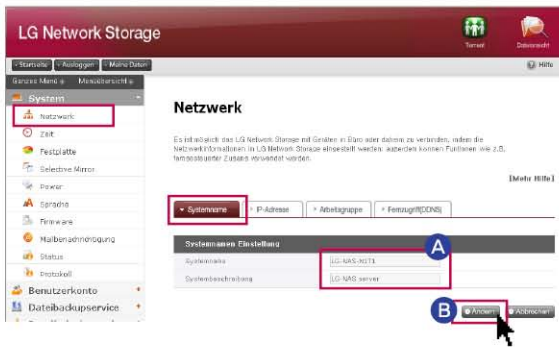 LG Network Storage
Torrent
Dateiansicht
Startseite
Ausloggen
Meine Daten
Hilfe
Ganzes Menü
Menüübersicht
System
Netzwerk
Zeit
Festplatte
Selective Mirror
Power
Sprache
Firmware
Mailbenachrichtigung
Status
Protokoll
Benutzerkonto
Dateibackupservice
Netzwerk
Es ist möglich das LG Network Storage mit Geräten in Büro oder daheim zu verbinden, indem die
Netzwerkinformationen in LG Network Storage eingestellt werden. ausserden können Funktionen wie z.B.
ferngesteuerter Zugang verwendet werden.
[Mehr Hilfe]
Systemname
IP-Adresse
Arbeitsgruppe
Fernzugriff(DDNS)
Systemnamen Einstellung
A
Systemname
LG-NAS-N1T1
Systembeschreibung
LG-NAS server
B
Ändern
Abbrechen